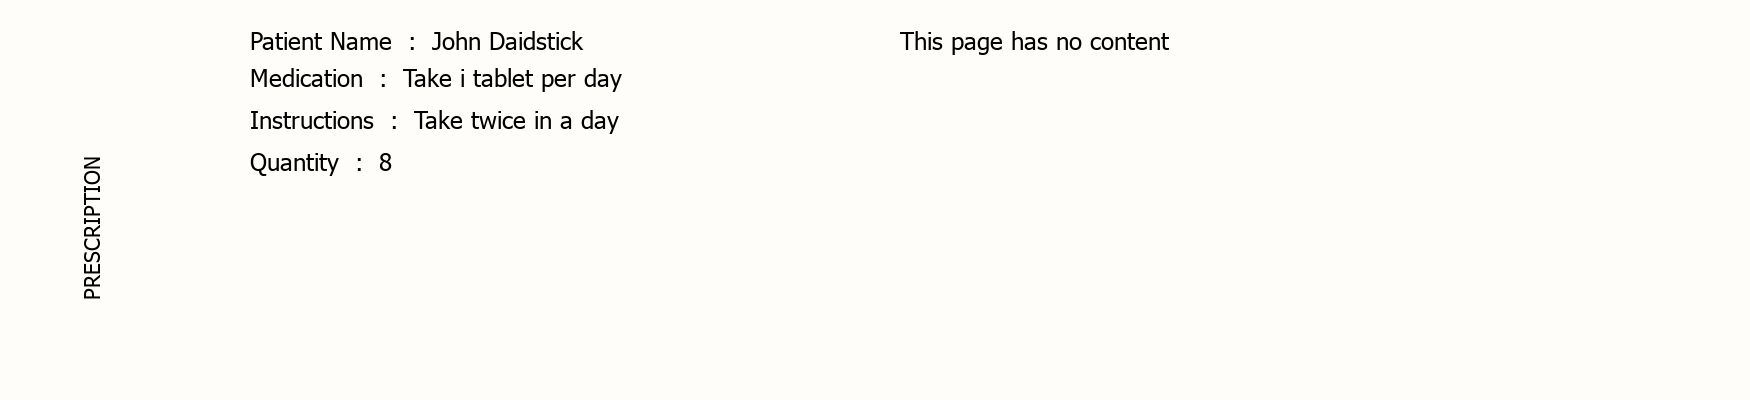 PRESCRIPTION
Patient Name : John Daidstick
Medication : Take i tablet per day
Instructions : Take twice in a day
Quantity : 8
This page has no content